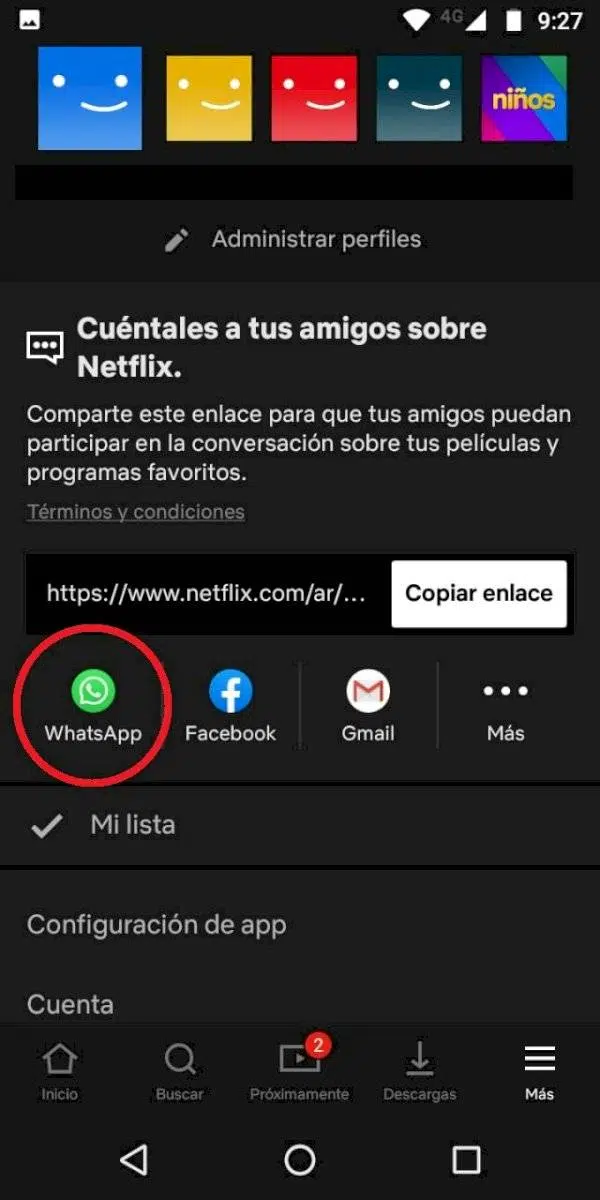 4G 9:27
niños
Administrar perfiles
Cuéntales a tus amigos sobre
Netflix.
Comparte este enlace para que tus amigos puedan
participar en la conversación sobre tus películas y
programas favoritos.
Términos y condiciones
https://www.netflix.com/ar/... Copiar enlace
WhatsApp Facebook Gmail Más
Mi lista
Configuración de app
Cuenta
2
Inicio Buscar Próximamente Descargas Más